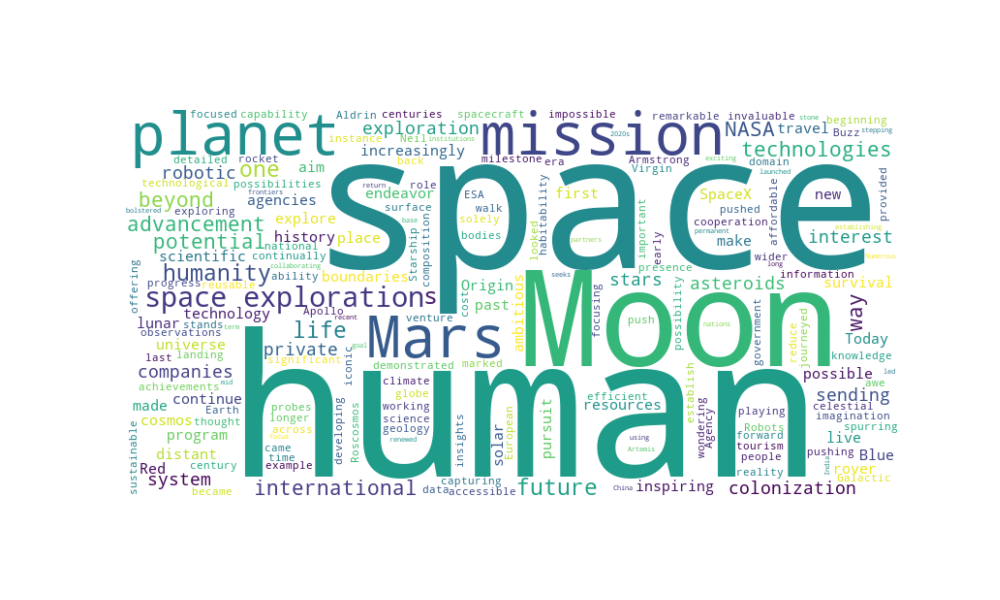 focused capability Aldrin centuries spacecraft impossible remarkable invaluable stone stepping
planet exploration mission NASA travel beginning Buzz
instance Neil institutions 2020s
increasingly technologies
detailed rocket back milestone era Armstrong exciting domain
robotic one aim Virgin launched
technological possibilities return role ESA first SpaceX new provided
beyond agencies endeavor walk habitability pushed affordable
frontiers
bolstered exploring explore surface base solely looked important cooperation establishing
advancement history place space partners early make interest
potential national bodies permanent numerous
scientific continually boundaries Starship composition presence wider long
humanity collaborating ability seeks possibility information
progress reusable stars asteroids survival
offering space explorations Origin cost past ambitious focusing government way
technology Apollo recent venture push nations reduce journeyed
lunar stands term life Mars Moon Today
observations
universe private iconic demonstrated marked knowledge
last landing significant goal possible
companies mid human climate efficient establish awe led
achievements globe resources sending
made continue probes developing working insights European pursuit wondering Agency playing celestial
cosmos Earth longer Roscosmos science solar Robots imagination
sustainable thought across geology using forward spurring
program focus tourism live
distant came renewed Artemis people pushing India Blue
Red century time reality rover
system example data capturing inspiring Galactic
became international accessible future China colonization